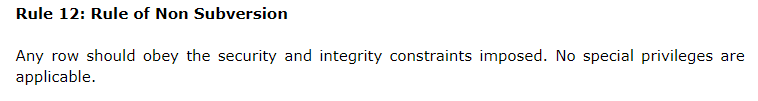 Rule 12: Rule of Non Subversion
Any row should obey the security and integrity constraints imposed. No special privileges are
applicable.